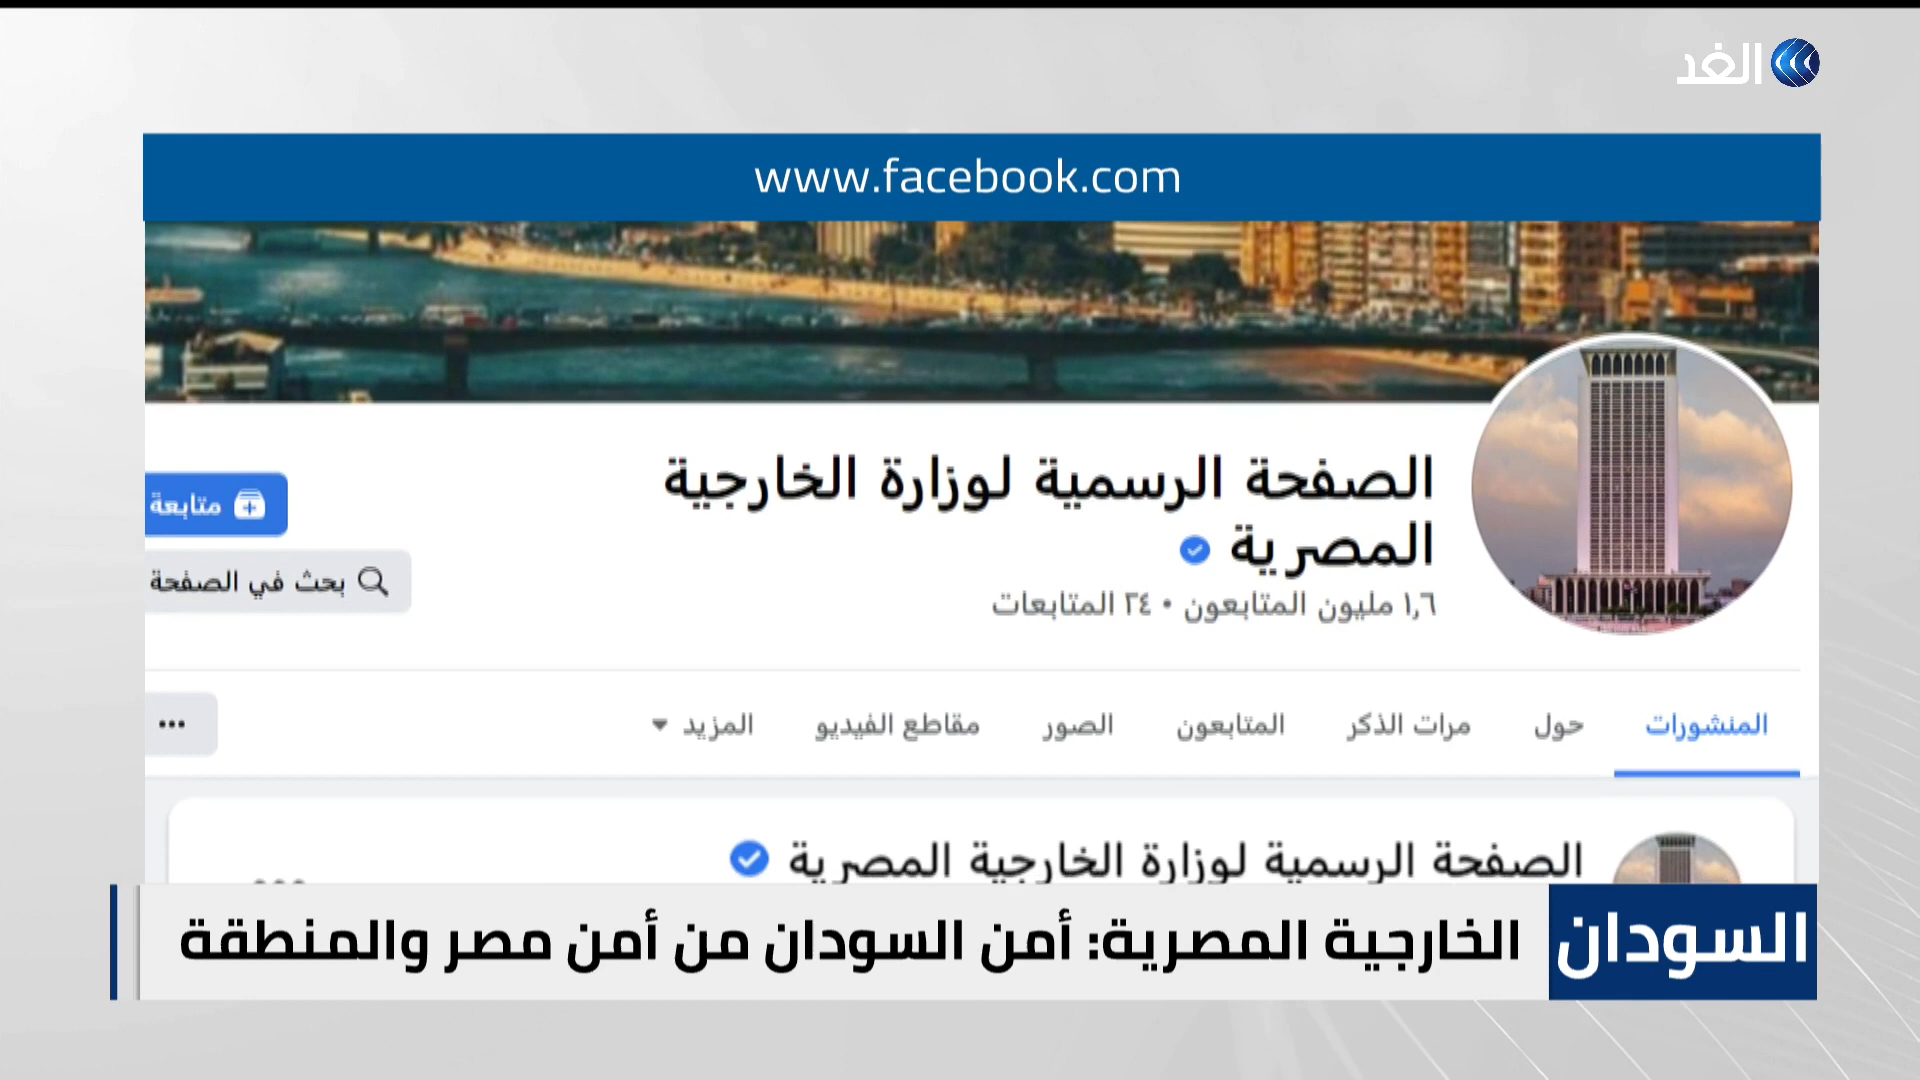 الغد
www.facebook.com
الصفحة الرسمية لوزارة الخارجية
المصرية
١,٦ مليون المتابعون • ٣٤ المتابعات
متابعة
بحث في الصفحة
المنشورات حول مرات الذكر المتابعون الصور مقاطع الفيديو المزيد
الصفحة الرسمية لوزارة الخارجية المصرية
السودان
الخارجية المصرية: أمن السودان من أمن مصر والمنطقة